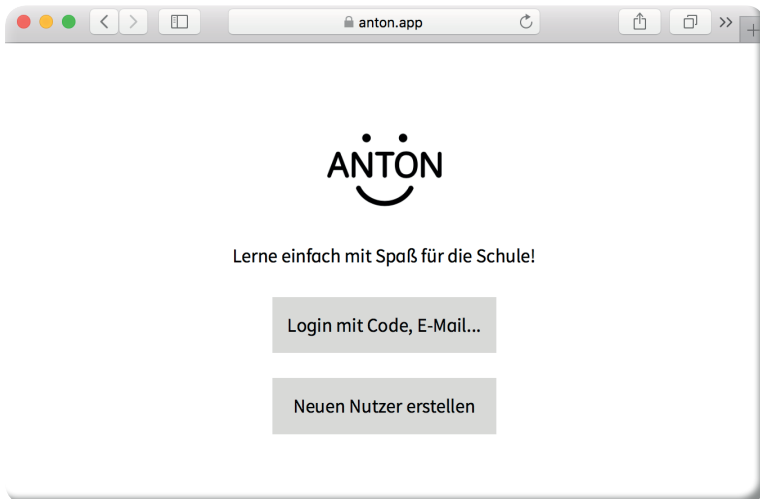 anton.app
ANTON
Lerne einfach mit Spaß für die Schule!
Login mit Code, E-Mail...
Neuen Nutzer erstellen